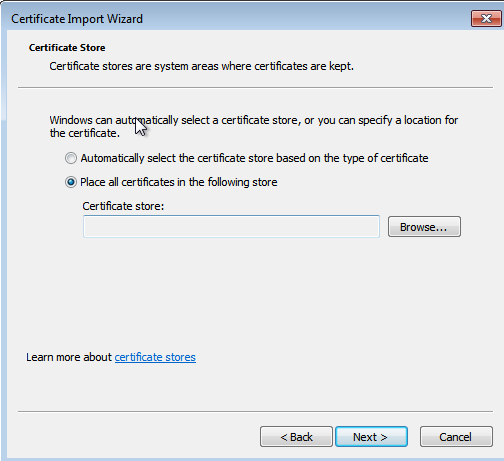 Certificate Import Wizard
Certificate Store
Certificate stores are system areas where certificates are kept.
Windows can automatically select a certificate store, or you can specify a location for
the certificate.
Automatically select the certificate store based on the type of certificate
Place all certificates in the following store
Certificate store:
Browse...
Learn more about certificate stores
< Back Next > Cancel